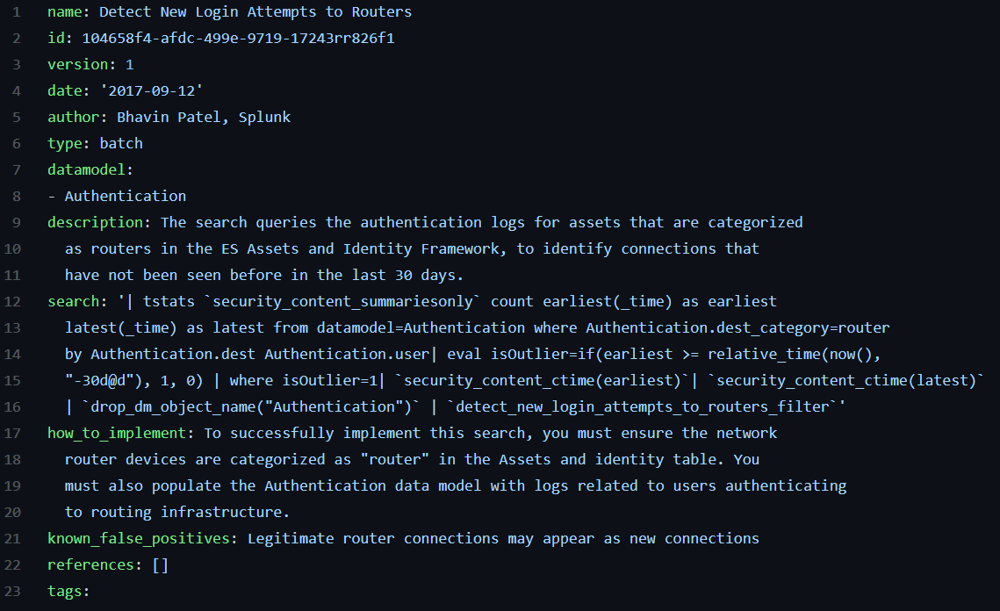 1 name: Detect New Login Attempts to Routers
2 id: 104658f4-afdc-499e-9719-17243rr826f1
3 version: 1
4 date: '2017-09-12'
5 author: Bhavin Patel, Splunk
6 type: batch
7 datamodel:
8 - Authentication
9 description: The search queries the authentication logs for assets that are categorized
10 as routers in the ES Assets and Identity Framework, to identify connections that
11 have not been seen before in the last 30 days.
12 search: '| tstats `security_content_summariesonly` count earliest(_time) as earliest
13 latest(_time) as latest from datamodel=Authentication where Authentication.dest_category=router
14 by Authentication.dest Authentication.user| eval isOutlier=if(earliest >= relative_time(now(),
15 "-30d@d"), 1, 0) | where isOutlier=1| `security_content_ctime(earliest)`| `security_content_ctime(latest)`
16 | `drop_dm_object_name("Authentication")` | `detect_new_login_attempts_to_routers_filter`'
17 how_to_implement: To successfully implement this search, you must ensure the network
18 router devices are categorized as "router" in the Assets and identity table. You
19 must also populate the Authentication data model with logs related to users authenticating
20 to routing infrastructure.
21 known_false_positives: Legitimate router connections may appear as new connections
22 references: []
23 tags: